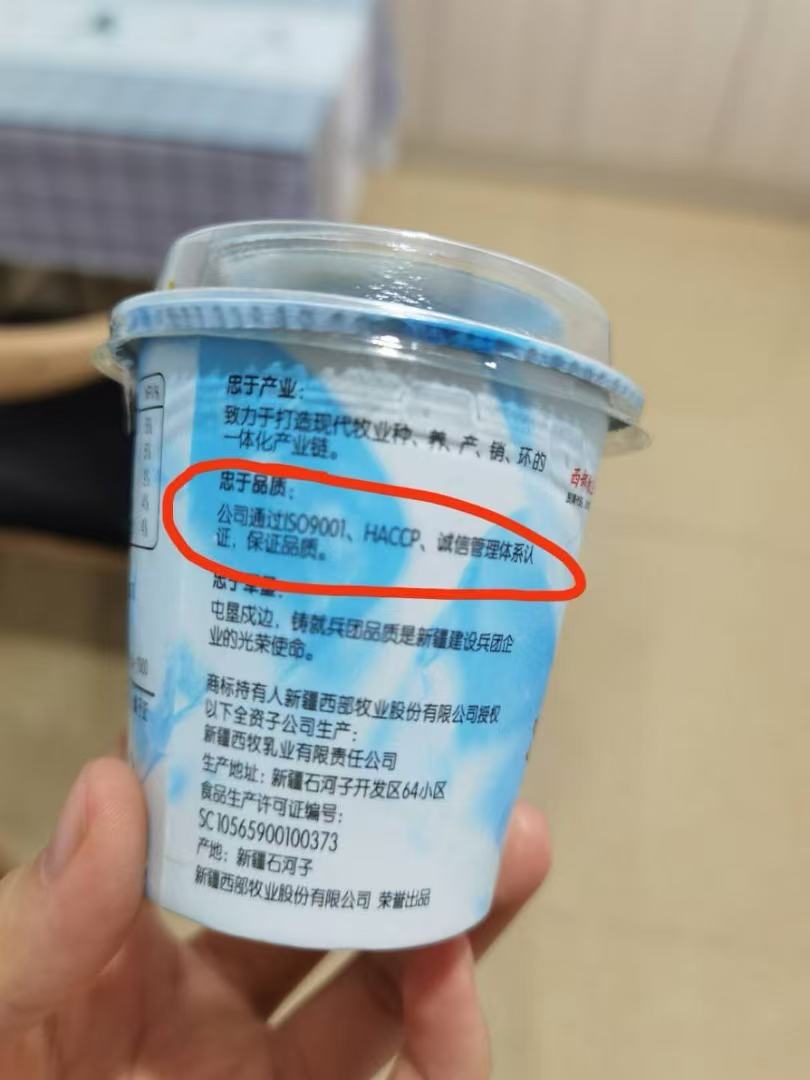 忠于产业：
致力于打造现代牧业种、养、产、销、环的
一体化产业链。
忠于品质：
公司通过ISO9001、HACCP、诚信管理体系认
证，保证品质。
忠于
屯垦戍边，铸就兵团品质是新疆建设兵团企
业的光荣使命。
商标持有人新疆西部牧业股份有限公司授权
以下全资子公司生产：
新疆西牧乳业有限责任公司
生产地址：新疆石河子开发区64小区
食品生产许可证编号：
SC10565900100373
产地：新疆石河子
新疆西部牧业股份有限公司 荣誉出品